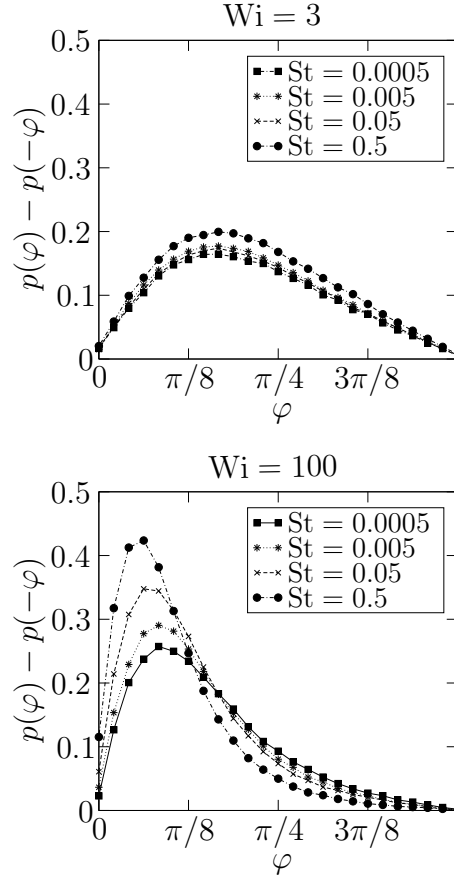 Wi = 3
0.5
0.4
0.3
0.2
0.1
0
p(φ) − p(−φ)
St = 0.0005
St = 0.005
St = 0.05
St = 0.5
0 π/8 π/4 3π/8
φ
Wi = 100
0.5
0.4
0.3
0.2
0.1
0
p(φ) − p(−φ)
St = 0.0005
St = 0.005
St = 0.05
St = 0.5
0 π/8 π/4 3π/8
φ